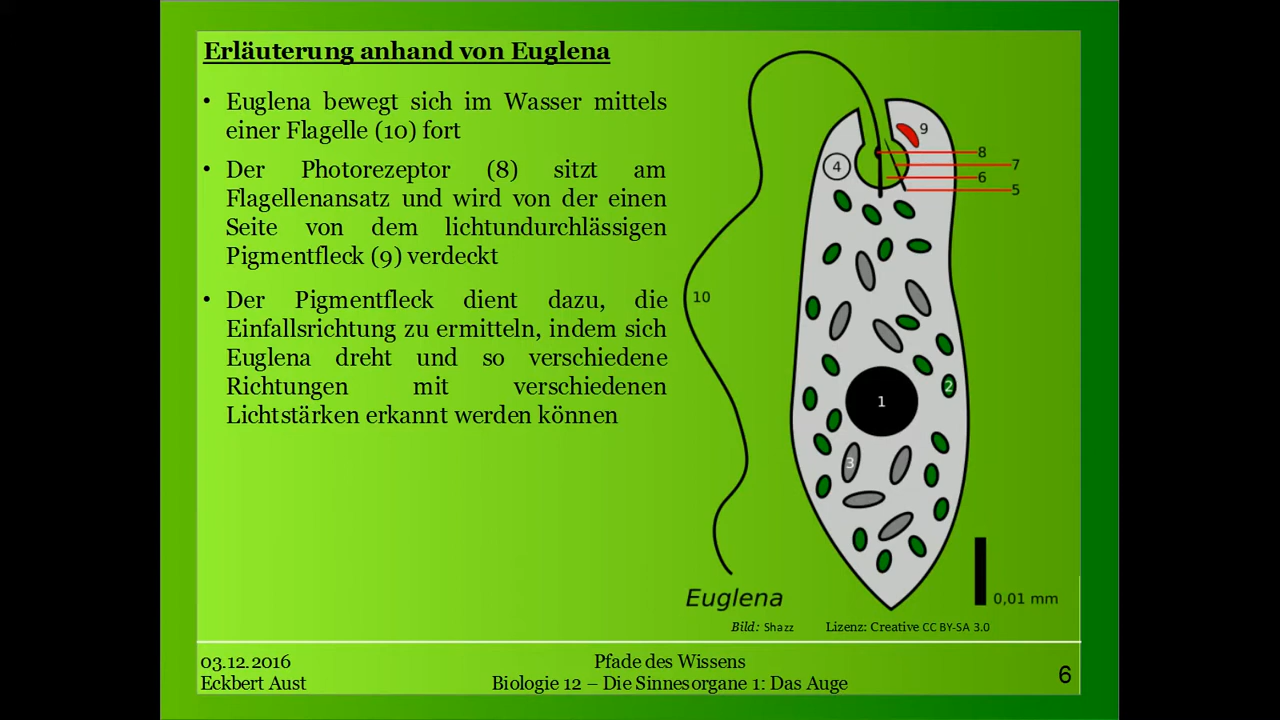 Erläuterung anhand von Euglena
• Euglena bewegt sich im Wasser mittels
einer Flagelle (10) fort
• Der Photorezeptor (8) sitzt am
Flagellenansatz und wird von der einen
Seite von dem lichtundurchlässigen
Pigmentfleck (9) verdeckt
• Der Pigmentfleck dient dazu, die
Einfallsrichtung zu ermitteln, indem sich
Euglena dreht und so verschiedene
Richtungen mit verschiedenen
Lichtstärken erkannt werden können
9
8
4
7
6
5
10
2
1
3
Euglena
0,01 mm
Bild: Shazz Lizenz: Creative CC BY-SA 3.0
03.12.2016
Eckbert Aust
Pfade des Wissens
Biologie 12 – Die Sinnesorgane 1: Das Auge
6